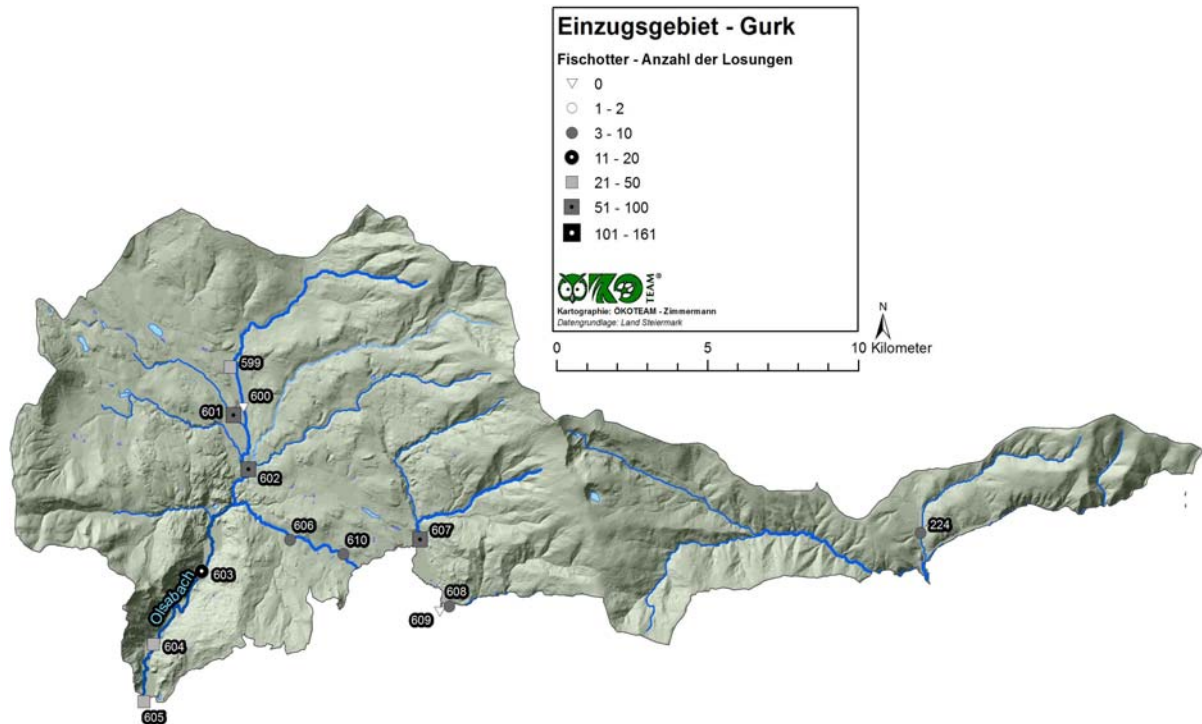 Einzugsgebiet - Gurk
Fischotter - Anzahl der Losungen
0
1 - 2
3 - 10
11 - 20
21 - 50
51 - 100
101 - 161
ÖKO
TEAM
®
Kartographie: ÖKOTEAM - Zimmermann
Datengrundlage: Land Steiermark
N
0 5 10
Kilometer
599
600
601
602
606
610
607
224
603
Olsabach
608
609
604
605